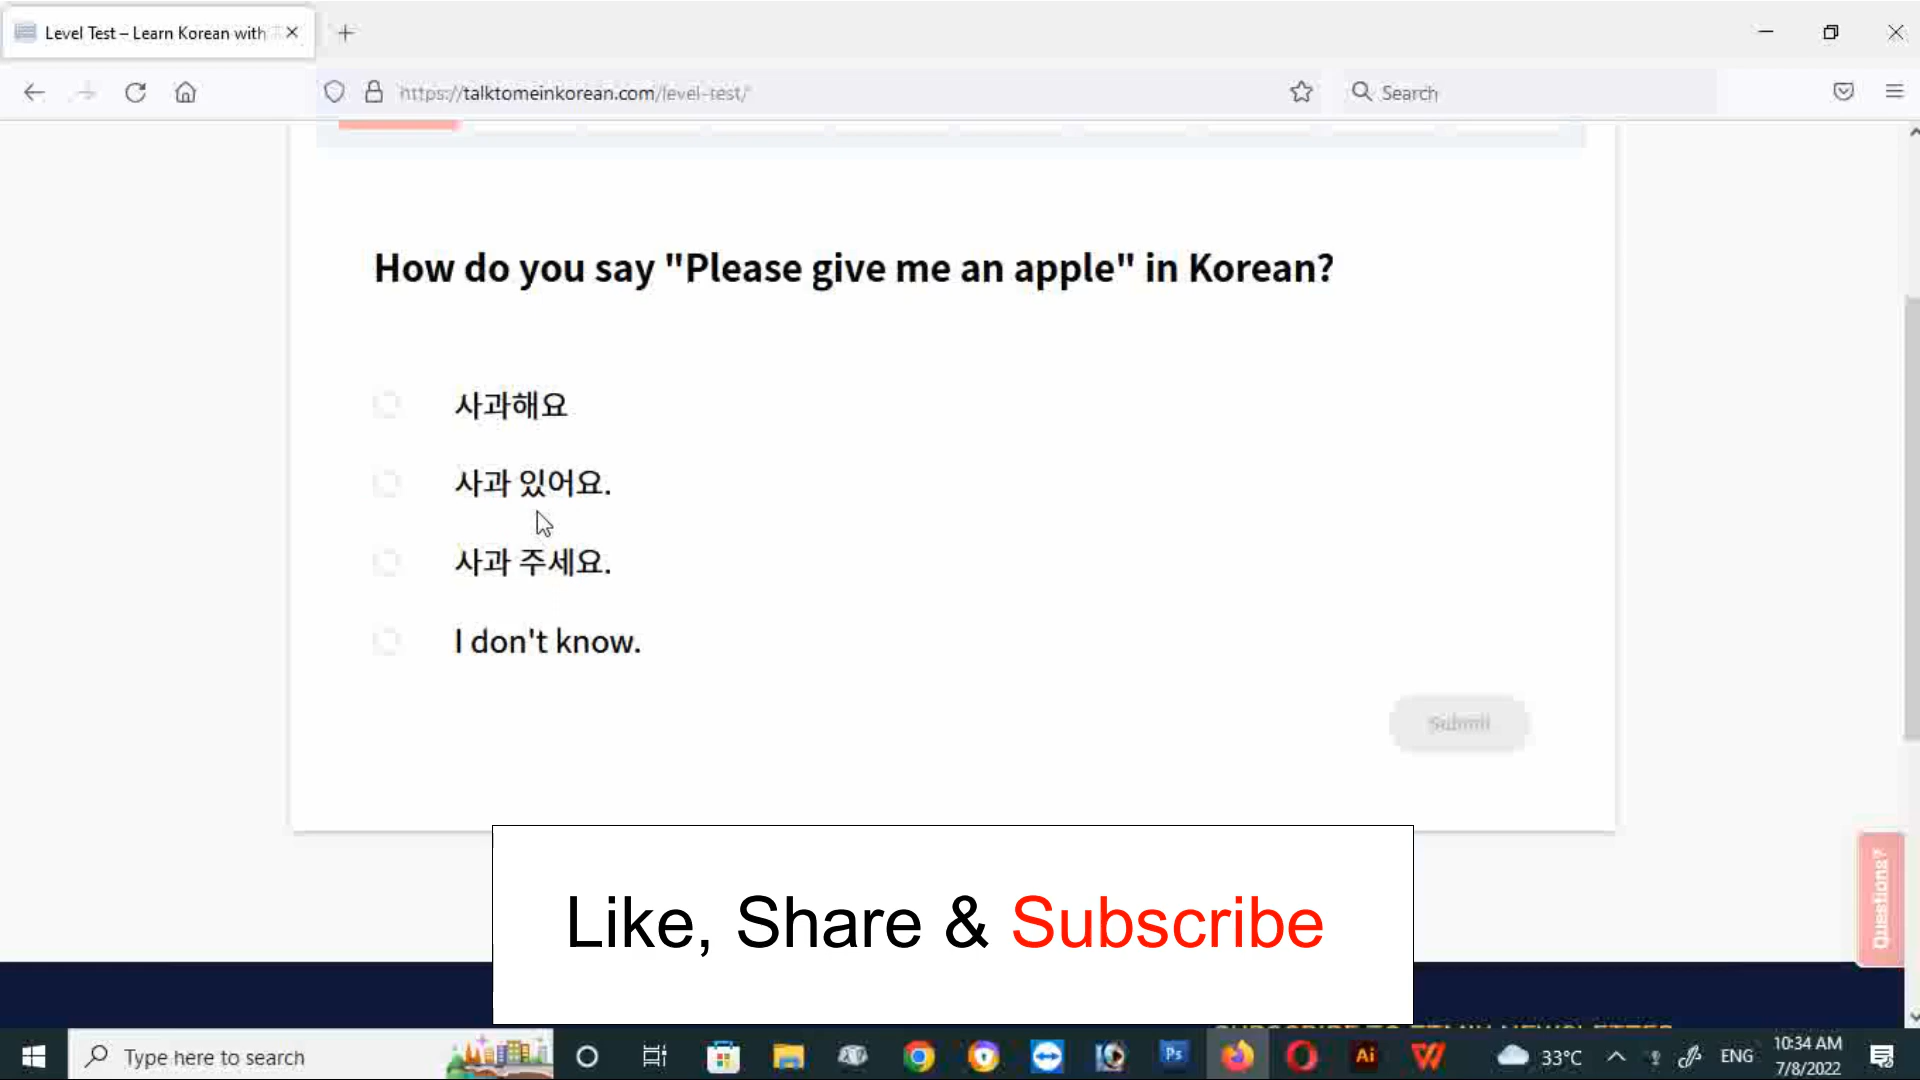 Level Test – Learn Korean with
https://talktomeinkorean.com/level-test/
Search
How do you say "Please give me an apple" in Korean?
사과해요
사과 있어요.
사과 주세요.
I don't know.
Submit
Questions?
Like, Share & Subscribe
Type here to search
Ps
Ai
33°C
ENG
10:34 AM
7/8/2022